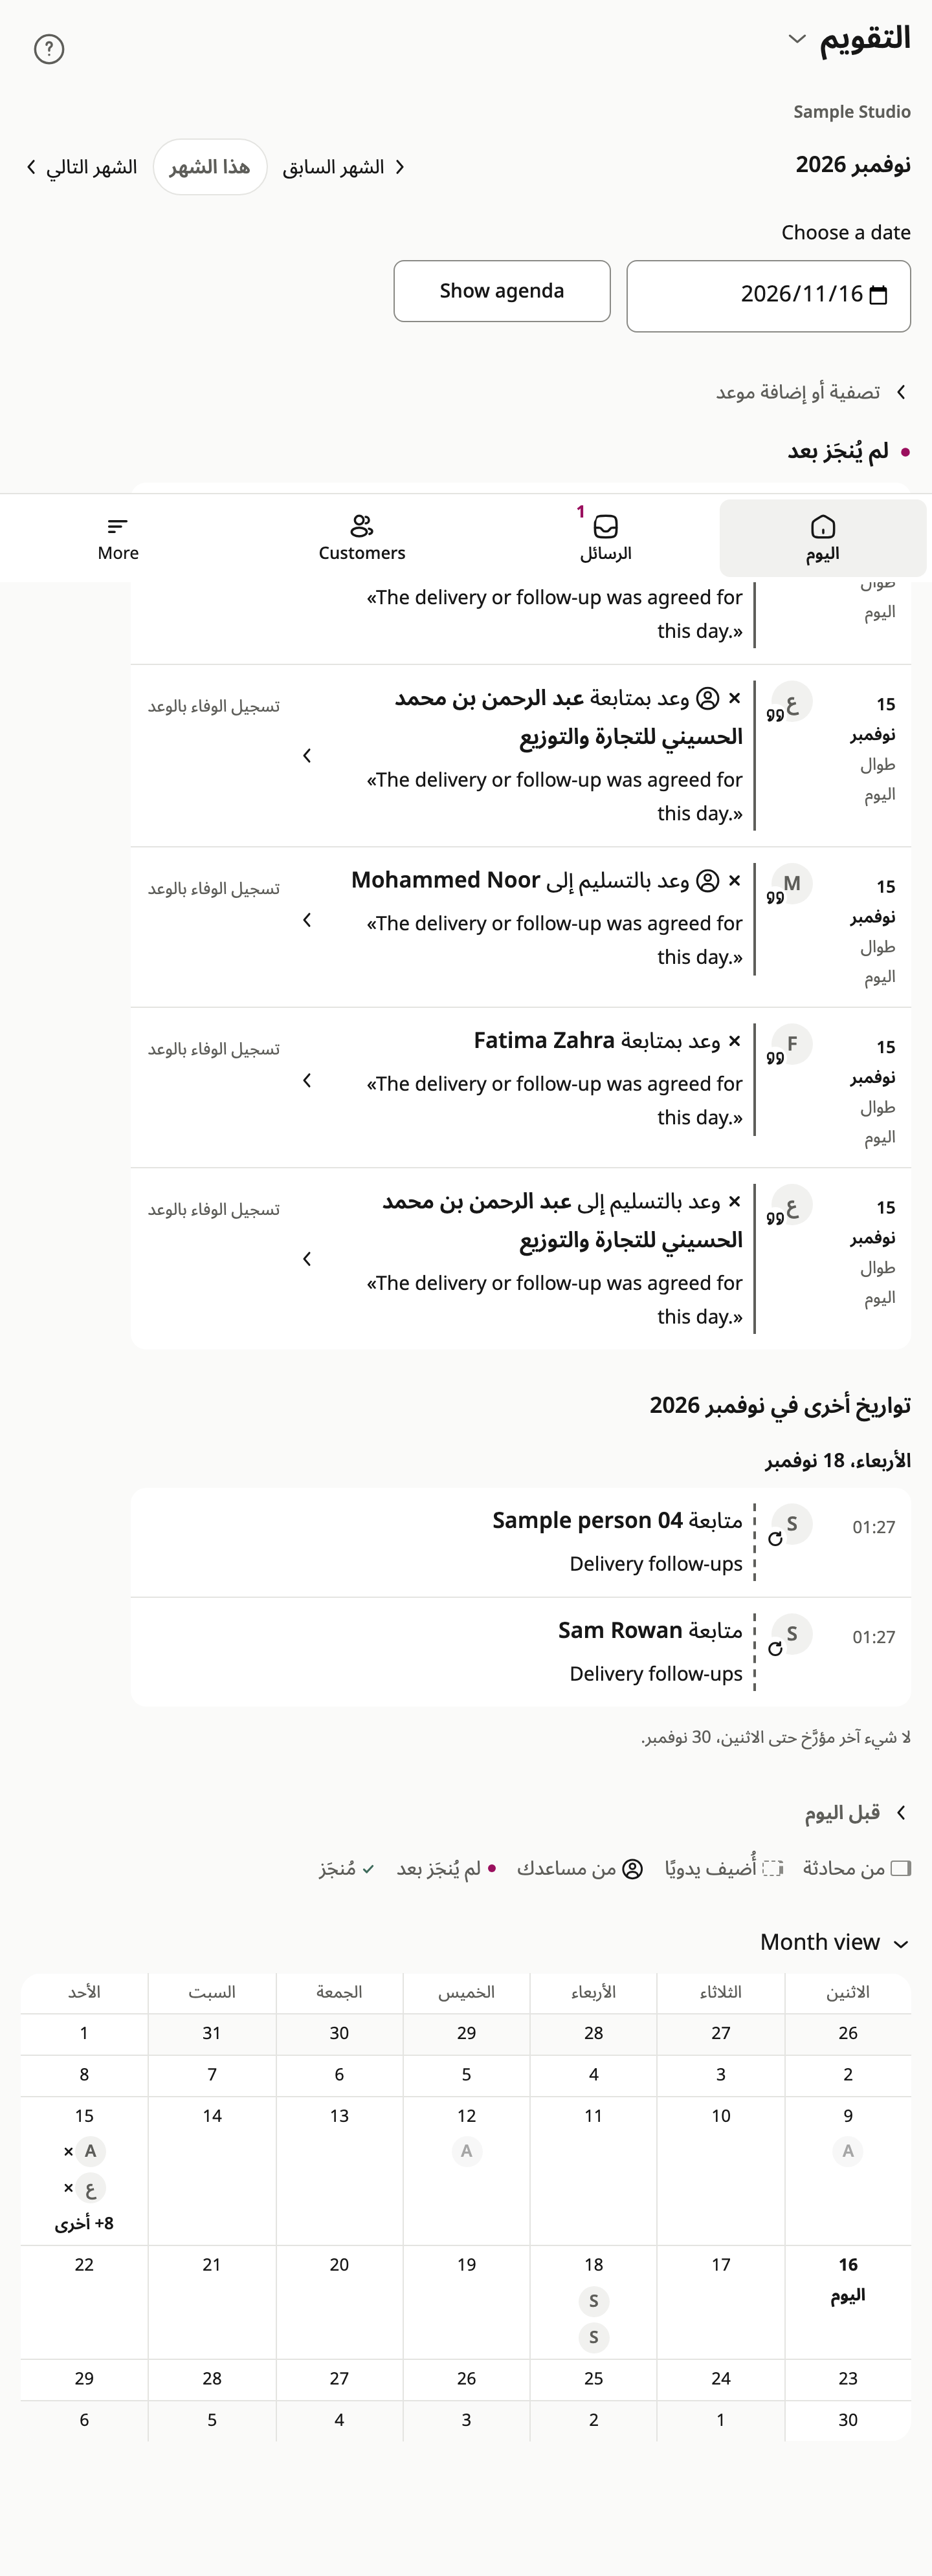 التقويم
Sample Studio
نوفمبر 2026
الشهر السابق
هذا الشهر
الشهر التالي
Choose a date
2026/11/16
Show agenda
تصفية أو إضافة موعد
لم يُنجَز بعد
اليوم
الرسائل
1
Customers
More
طوال
اليوم
«The delivery or follow-up was agreed for
this day.»
15
نوفمبر
طوال
اليوم
ع
× وعد بمتابعة عبد الرحمن بن محمد
الحسيني للتجارة والتوزيع
«The delivery or follow-up was agreed for
this day.»
تسجيل الوفاء بالوعد
15
نوفمبر
طوال
اليوم
M
× وعد بالتسليم إلى Mohammed Noor
«The delivery or follow-up was agreed for
this day.»
تسجيل الوفاء بالوعد
15
نوفمبر
طوال
اليوم
F
× وعد بمتابعة Fatima Zahra
«The delivery or follow-up was agreed for
this day.»
تسجيل الوفاء بالوعد
15
نوفمبر
طوال
اليوم
ع
× وعد بالتسليم إلى عبد الرحمن بن محمد
الحسيني للتجارة والتوزيع
«The delivery or follow-up was agreed for
this day.»
تسجيل الوفاء بالوعد
تواريخ أخرى في نوفمبر 2026
الأربعاء، 18 نوفمبر
01:27
S
متابعة Sample person 04
Delivery follow-ups
01:27
S
متابعة Sam Rowan
Delivery follow-ups
لا شيء آخر مؤرَّخ حتى الاثنين، 30 نوفمبر.
قبل اليوم
من محادثة أُضيف يدويًا من مساعدك لم يُنجَز بعد مُنجَز
Month view
الاثنين الثلاثاء الأربعاء الخميس الجمعة السبت الأحد
26 27 28 29 30 31 1
2 3 4 5 6 7 8
9 10 11 12 13 14 15
A A A ×
ع ×
+8 أخرى
16 17 18 19 20 21 22
اليوم
S
S
23 24 25 26 27 28 29
30 1 2 3 4 5 6